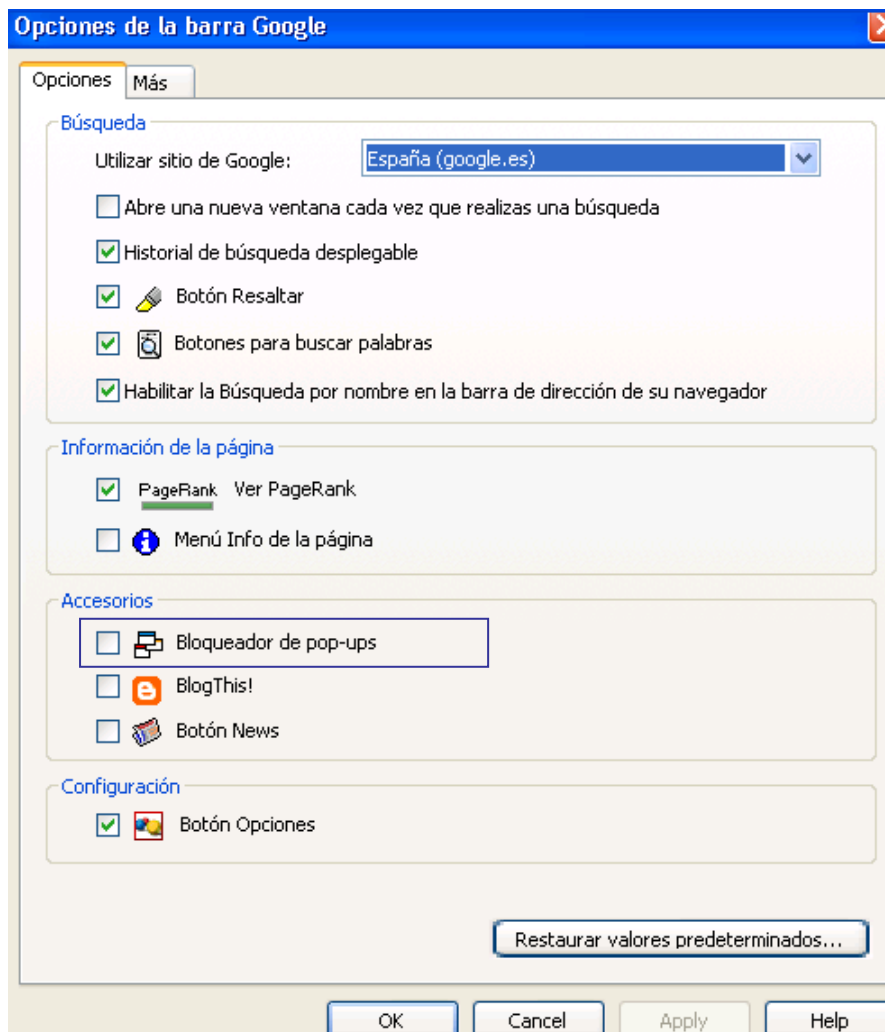 Opciones de la barra Google
Opciones
Más
Búsqueda
Utilizar sitio de Google:
España (google.es)
Abre una nueva ventana cada vez que realizas una búsqueda
Historial de búsqueda desplegable
Botón Resaltar
Botones para buscar palabras
Habilitar la Búsqueda por nombre en la barra de dirección de su navegador
Información de la página
PageRank Ver PageRank
Menú Info de la página
Accesorios
Bloqueador de pop-ups
BlogThis!
Botón News
Configuración
Botón Opciones
Restaurar valores predeterminados...
OK
Cancel
Apply
Help